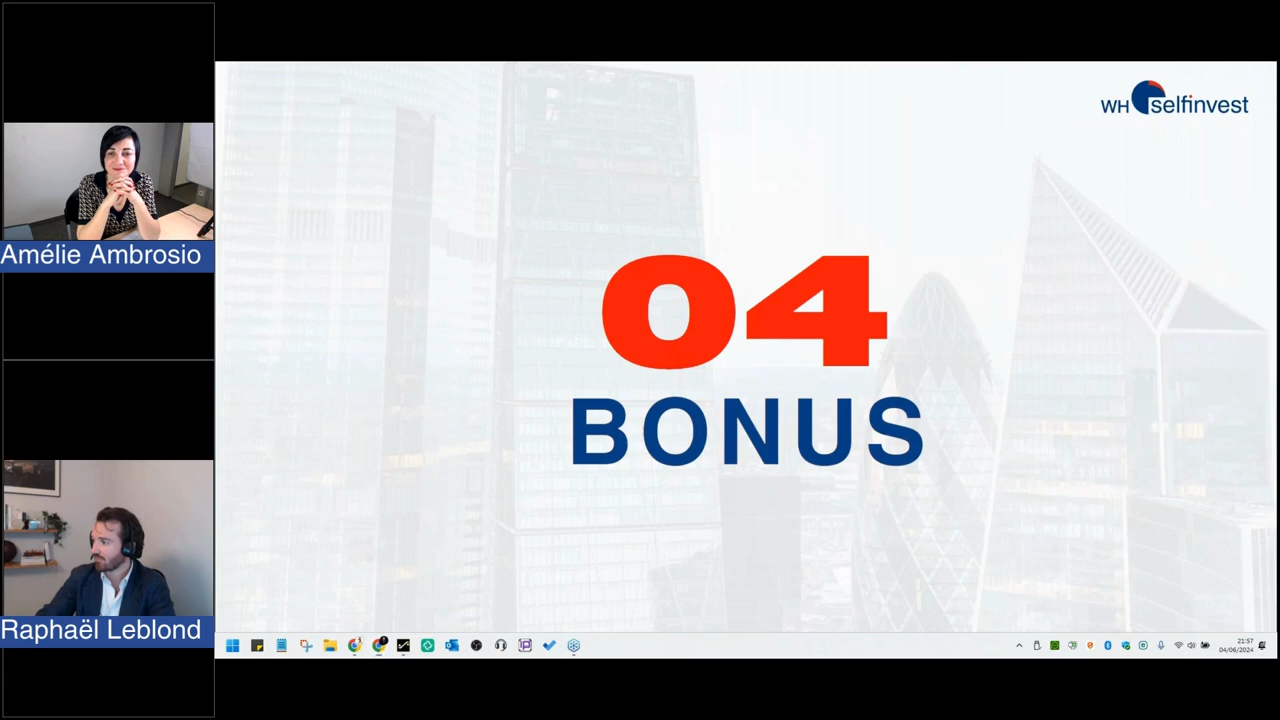 WH selfinvest
Amélie Ambrosio
04
BONUS
Raphaël Leblond
21:57
04/06/2024